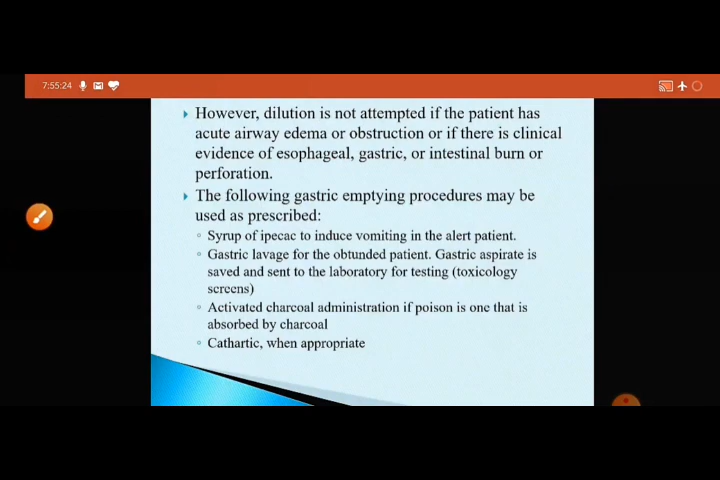 7:55:24
However, dilution is not attempted if the patient has
acute airway edema or obstruction or if there is clinical
evidence of esophageal, gastric, or intestinal burn or
perforation.
The following gastric emptying procedures may be
used as prescribed:
Syrup of ipecac to induce vomiting in the alert patient.
Gastric lavage for the obtunded patient. Gastric aspirate is
saved and sent to the laboratory for testing (toxicology
screens)
Activated charcoal administration if poison is one that is
absorbed by charcoal
Cathartic, when appropriate